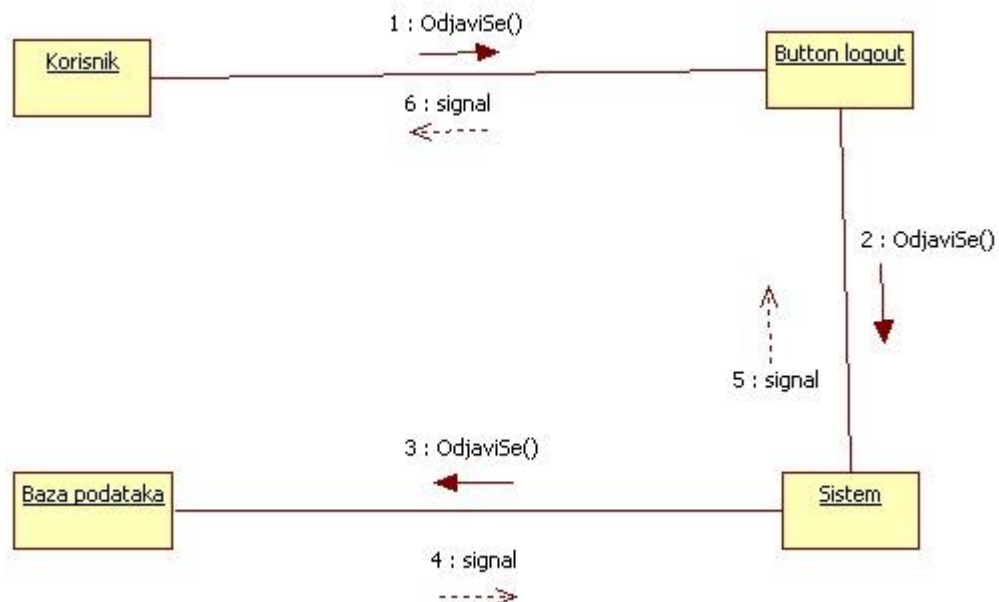 1 : OdjaviSe()
Korisnik
Button logout
6 : signal
2 : OdjaviSe()
5 : signal
3 : OdjaviSe()
Baza podataka
Sistem
4 : signal